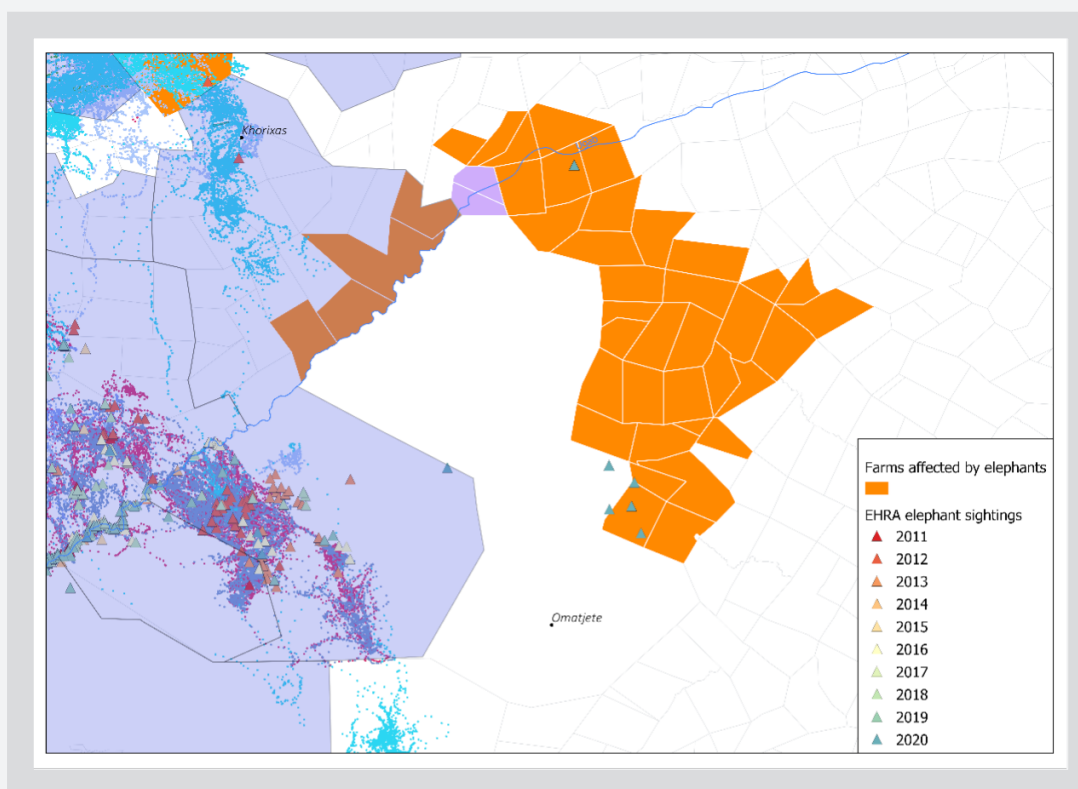 Khorixas
Ugab
Omatjete
Farms affected by elephants
EHRA elephant sightings
2011
2012
2013
2014
2015
2016
2017
2018
2019
2020